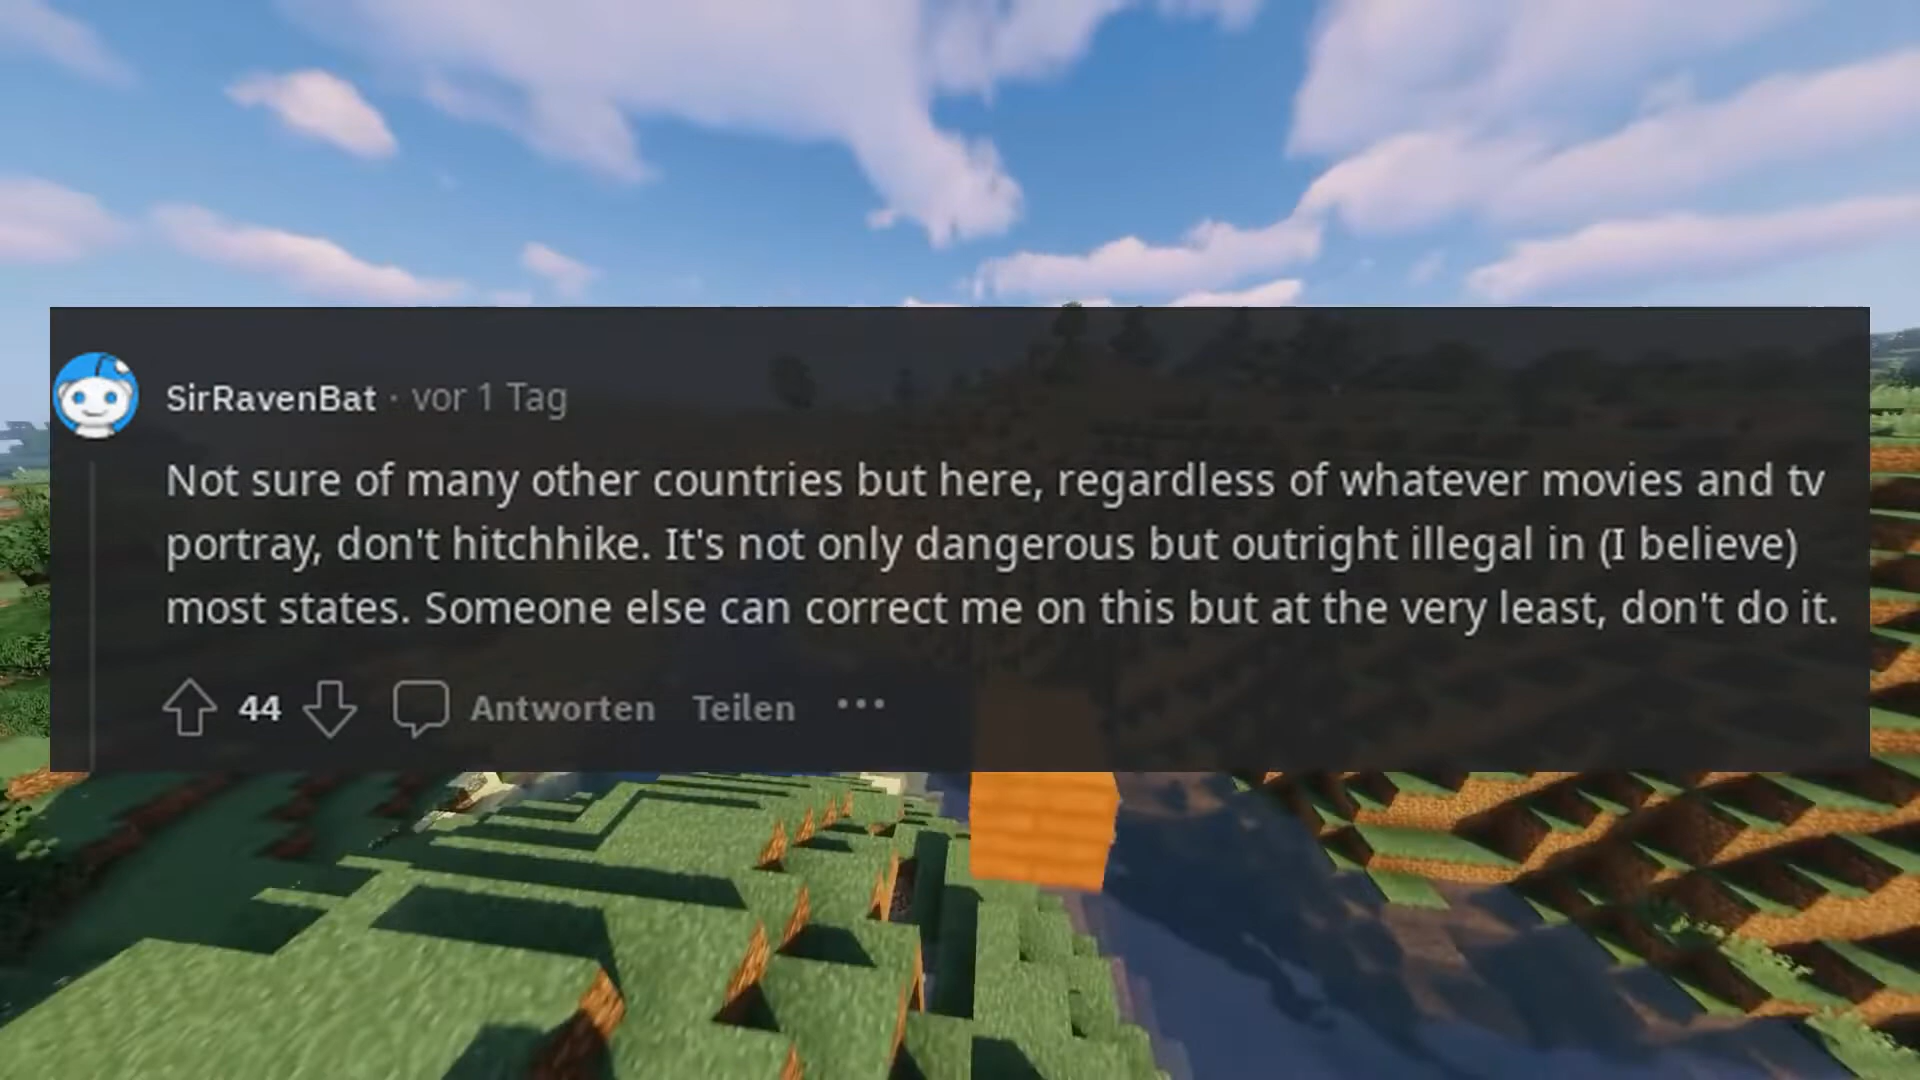 SirRavenBat · vor 1 Tag
Not sure of many other countries but here, regardless of whatever movies and tv
portray, don't hitchhike. It's not only dangerous but outright illegal in (I believe)
most states. Someone else can correct me on this but at the very least, don't do it.
44 Antworten Teilen ···